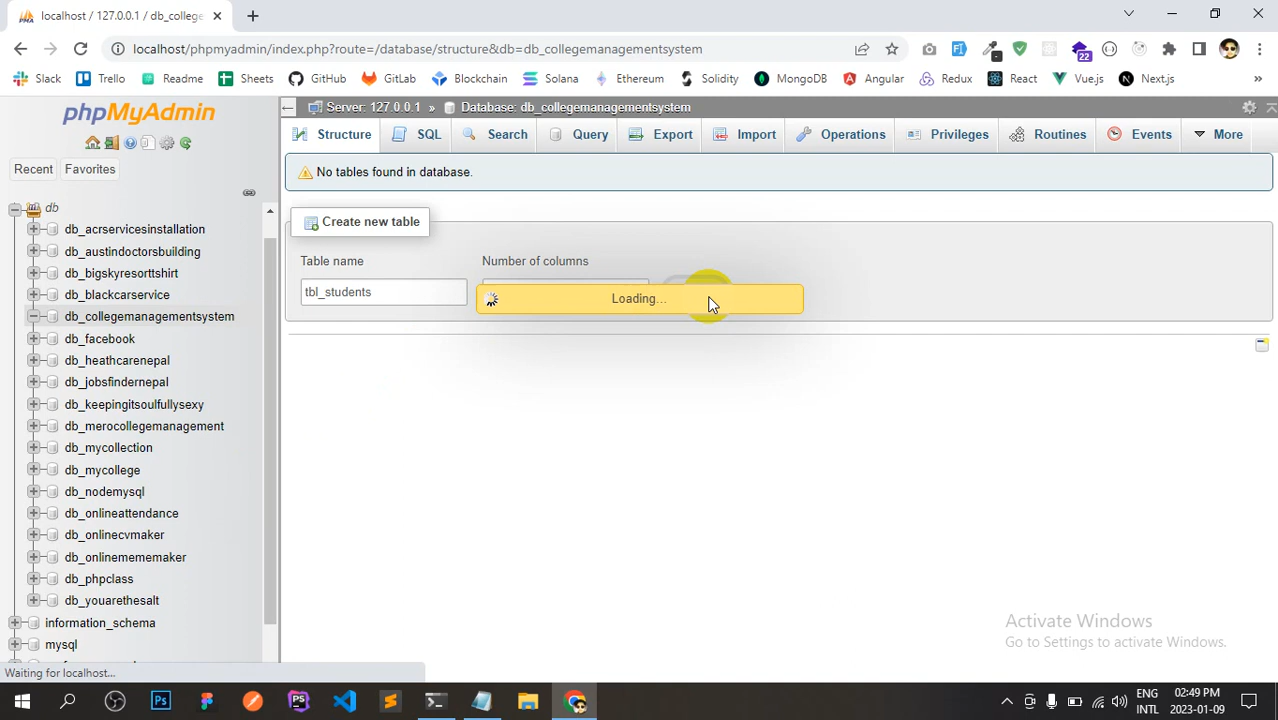 localhost / 127.0.0.1 / db_colleg
localhost/phpmyadmin/index.php?route=/database/structure&db=db_collegemanagementsystem
22
Slack
Trello
Readme
Sheets
GitHub
GitLab
Blockchain
Solana
Ethereum
Solidity
MongoDB
Angular
Redux
React
Vue.js
Next.js
phpMyAdmin
Recent
Favorites
db
db_acrservicesinstallation
db_austindoctorsbuilding
db_bigskyresorttshirt
db_blackcarservice
db_collegemanagementsystem
db_facebook
db_heathcarenepal
db_jobsfindernepal
db_keepingitsoulfullysexy
db_merocollegemanagement
db_mycollection
db_mycollege
db_nodemysql
db_onlineattendance
db_onlinecvmaker
db_onlinemememaker
db_phpclass
db_youarethesalt
information_schema
mysql
Server: 127.0.0.1 » Database: db_collegemanagementsystem
Structure
SQL
Search
Query
Export
Import
Operations
Privileges
Routines
Events
More
No tables found in database.
Create new table
Table name
Number of columns
tbl_students
Loading...
Activate Windows
Go to Settings to activate Windows.
Waiting for localhost...
ENG
INTL
02:49 PM
2023-01-09